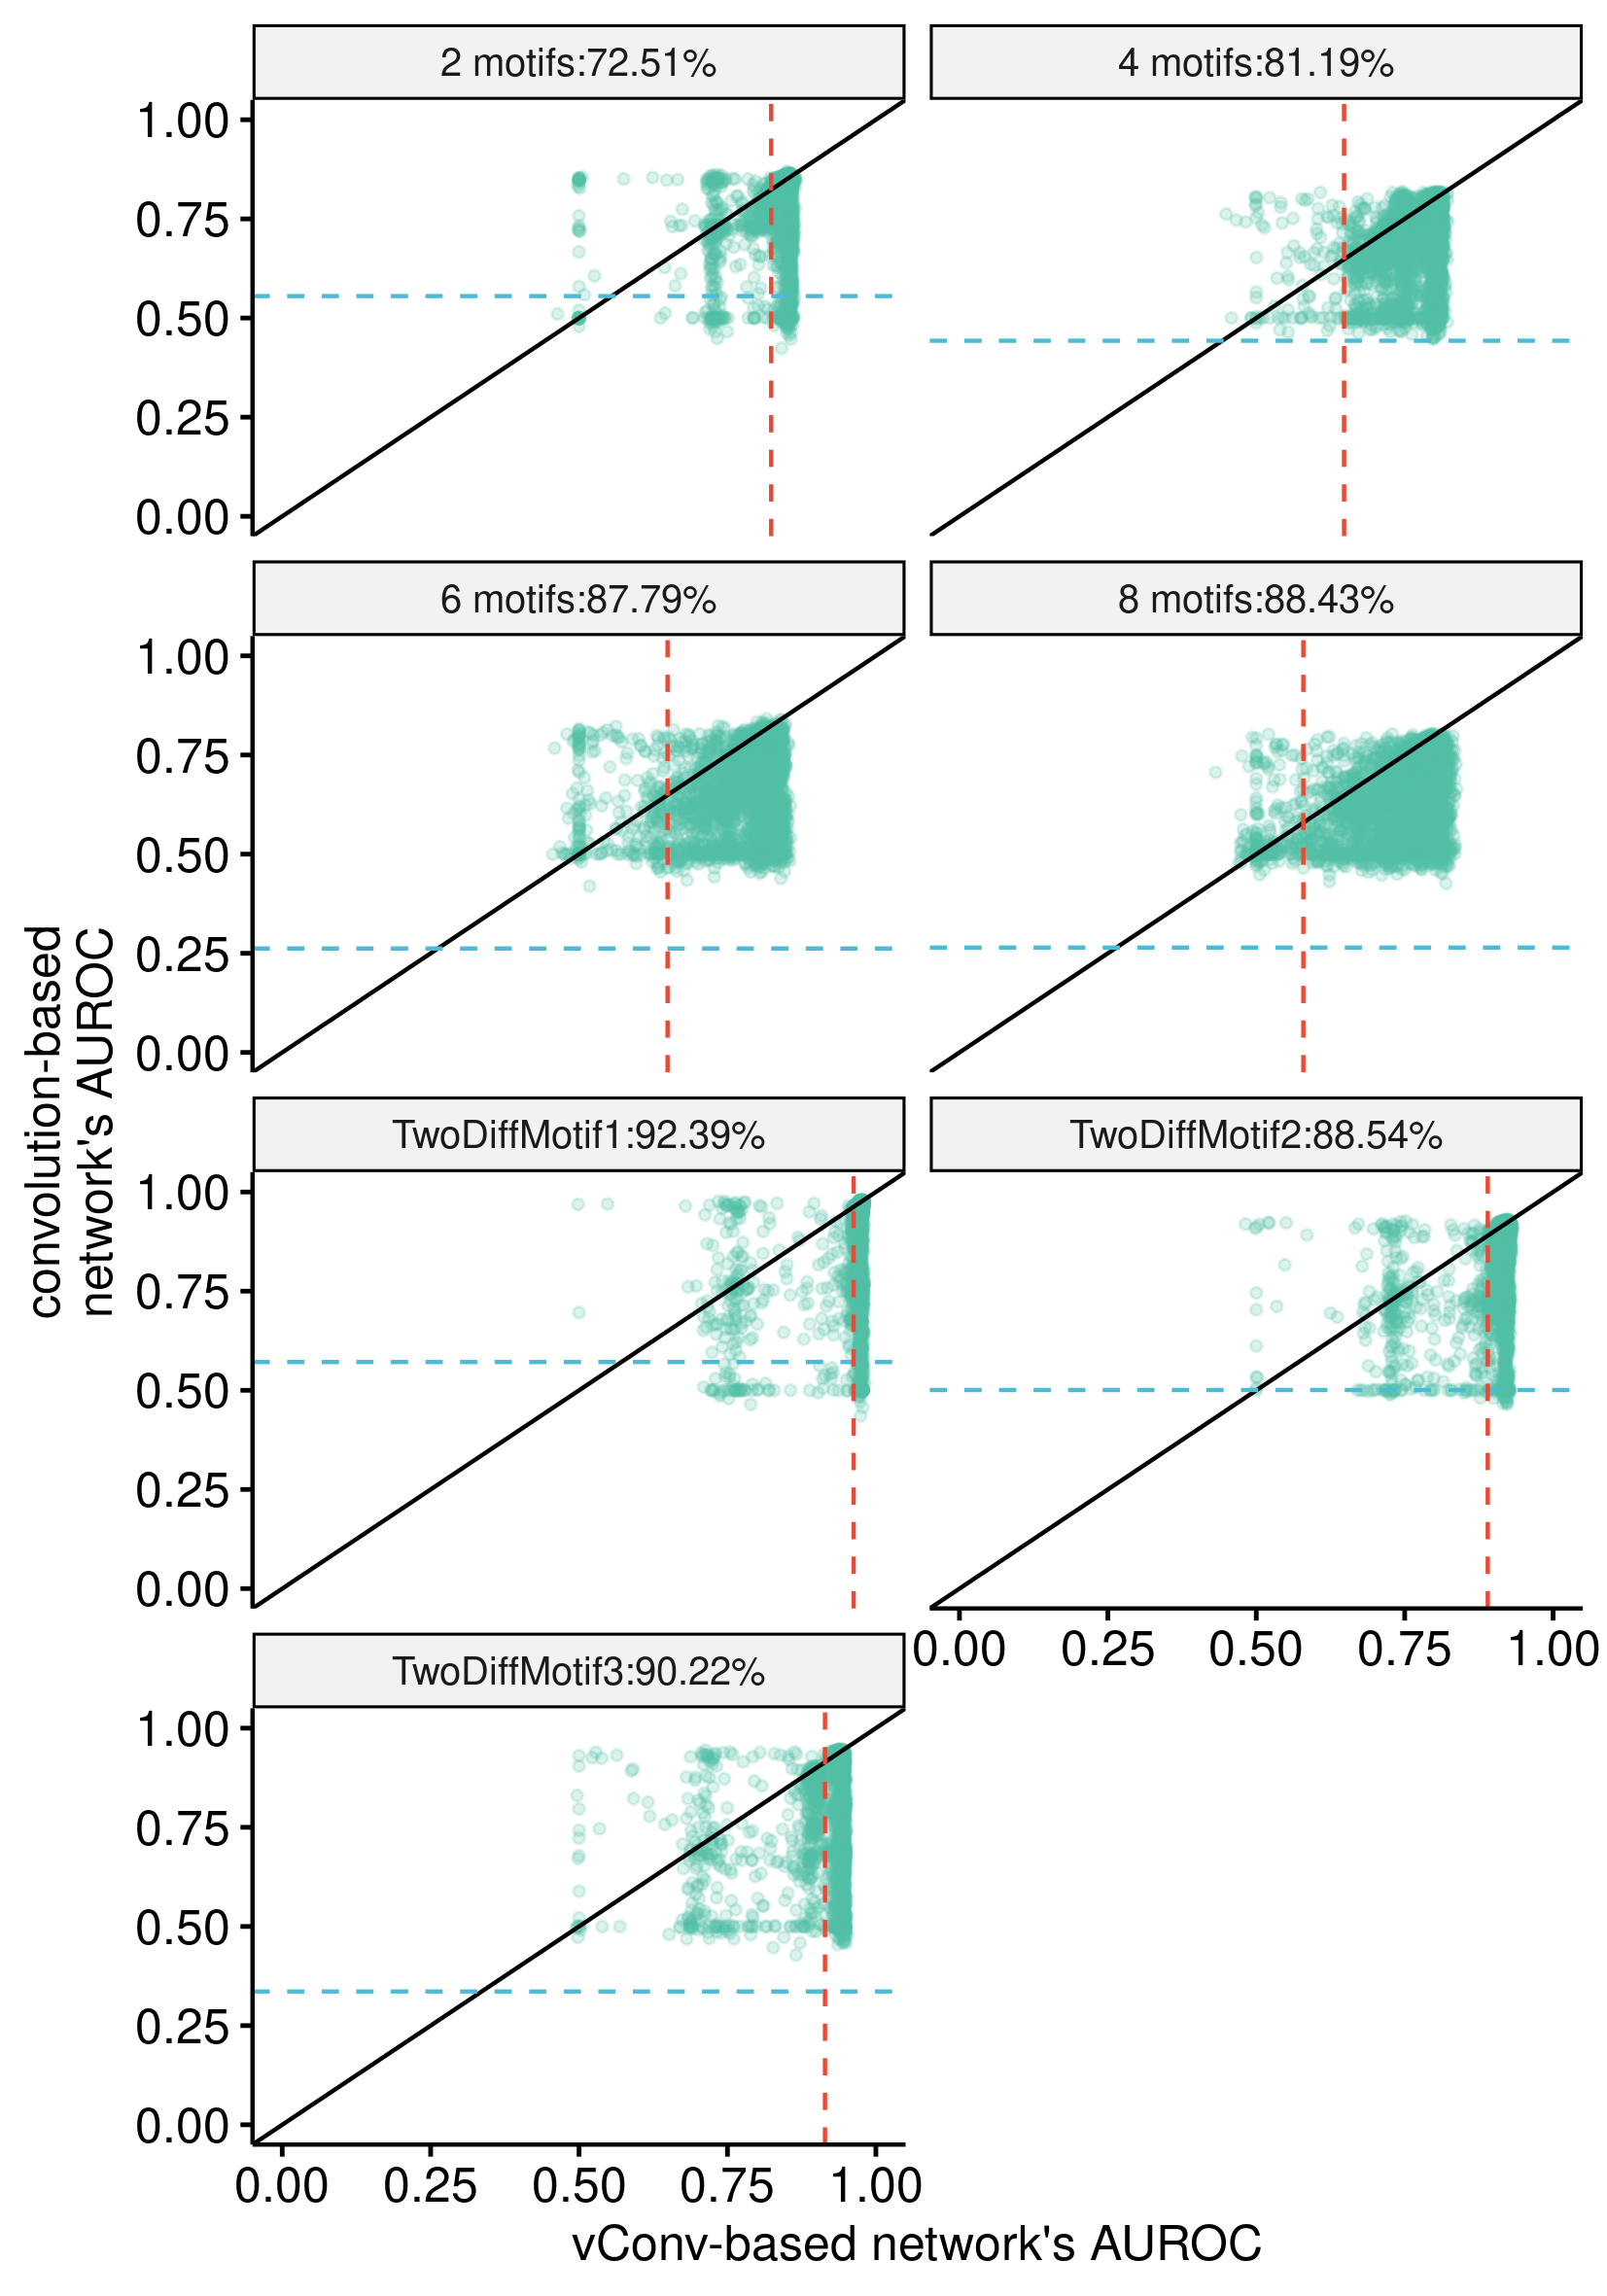 2 motifs:72.51%
4 motifs:81.19%
1.00
0.75
0.50
0.25
0.00
6 motifs:87.79%
8 motifs:88.43%
1.00
0.75
0.50
0.25
0.00
convolution-based
network's AUROC
TwoDiffMotif1:92.39%
TwoDiffMotif2:88.54%
1.00
0.75
0.50
0.25
0.00
0.00 0.25 0.50 0.75 1.00
TwoDiffMotif3:90.22%
1.00
0.75
0.50
0.25
0.00
0.00 0.25 0.50 0.75 1.00
vConv-based network's AUROC